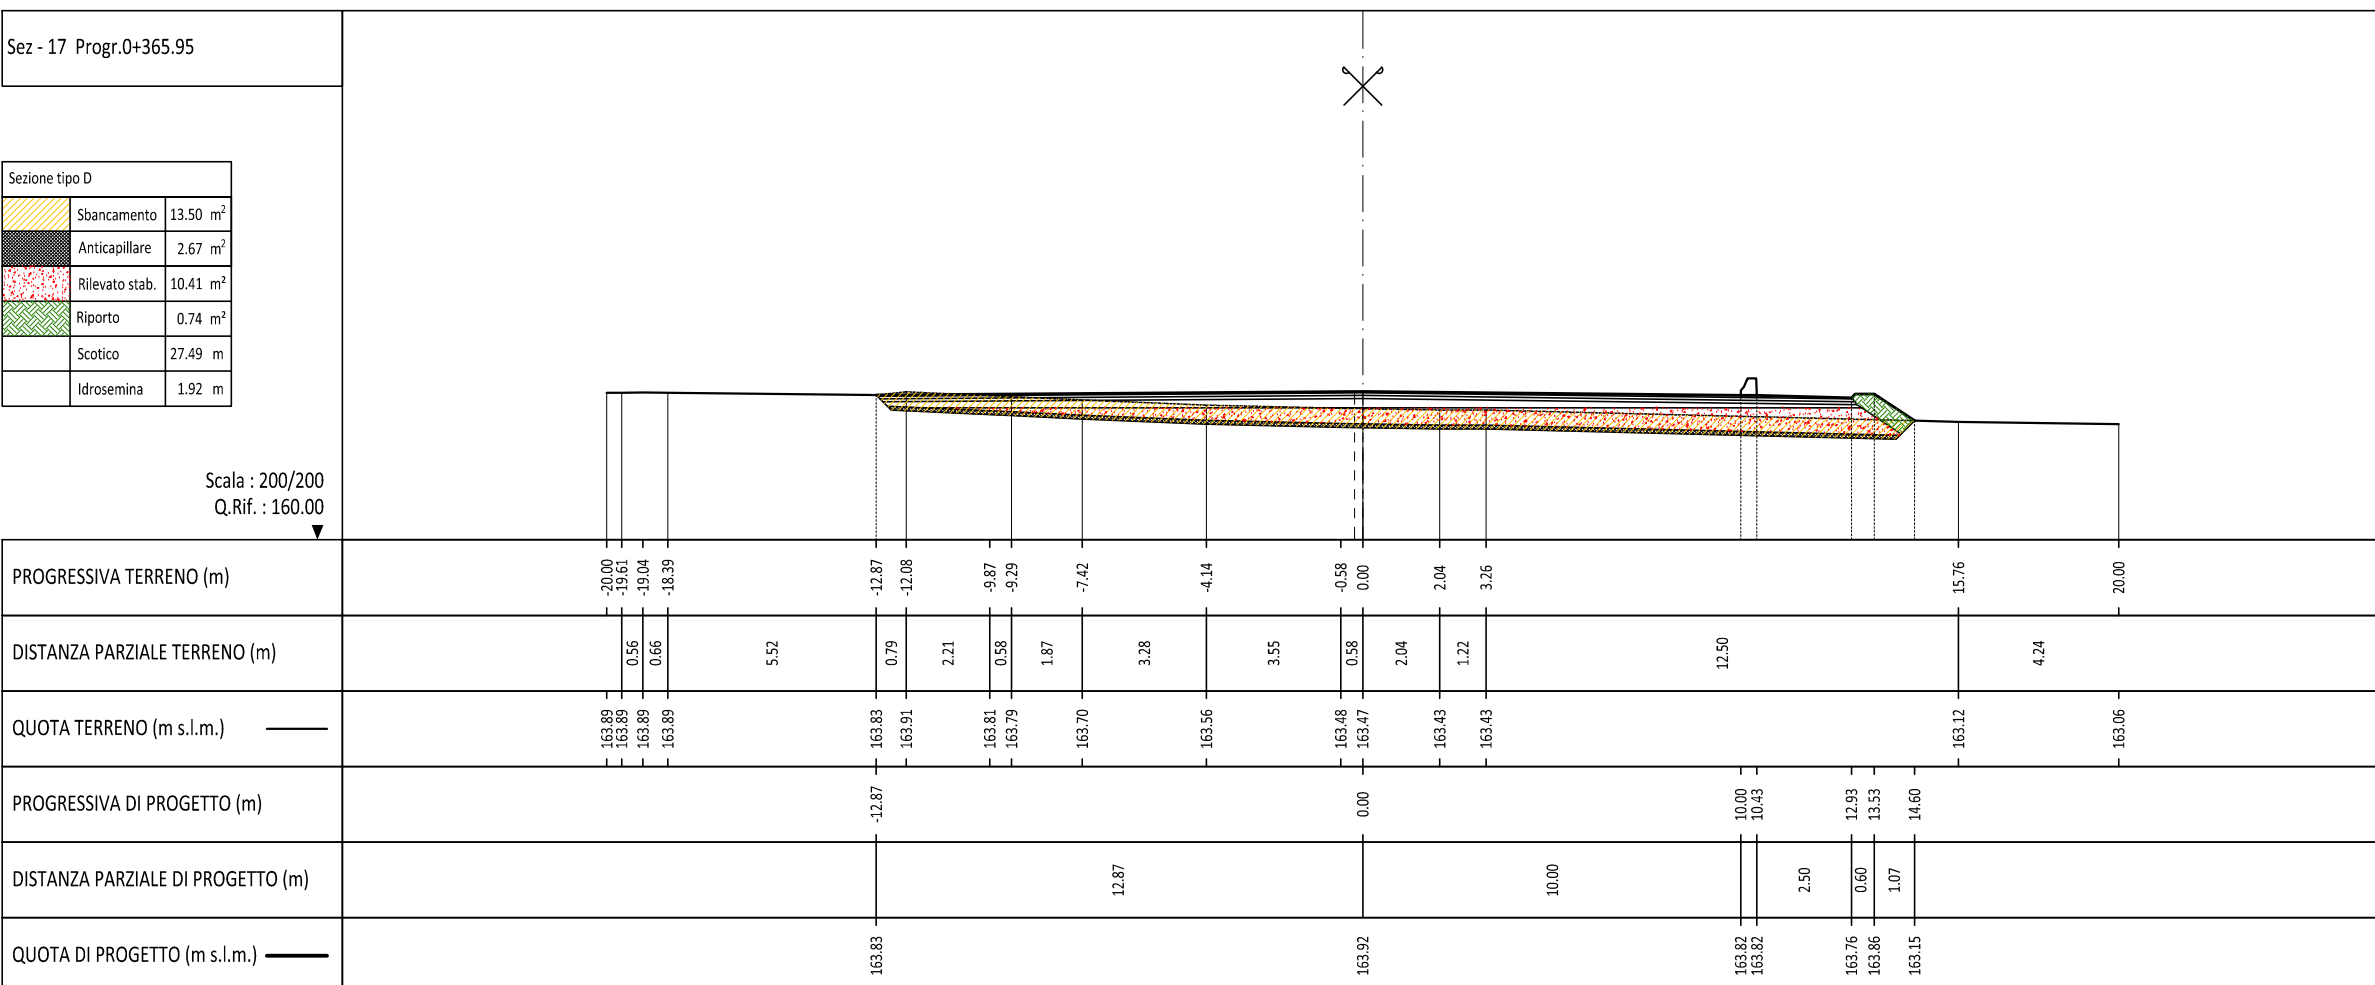 Sez - 17 Progr.0+365.95
Sezione tipo D
Sbancamento 13.50 m²
Anticapillare 2.67 m²
Rilevato stab. 10.41 m²
Riporto 0.74 m²
Scotico 27.49 m
Idrosemina 1.92 m
Scala : 200/200
Q.Rif. : 160.00
PROGRESSIVA TERRENO (m) -20.00 -19.61 -19.04 -18.39 -12.87 -12.08 -9.87 -9.29 -7.42 -4.14 -0.58 0.00 2.04 3.26 15.76 20.00
DISTANZA PARZIALE TERRENO (m) 0.56 0.66 5.52 0.79 2.21 0.58 1.87 3.28 3.55 0.58 2.04 1.22 12.50 4.24
QUOTA TERRENO (m s.l.m.) 163.89 163.89 163.89 163.89 163.83 163.91 163.81 163.79 163.70 163.56 163.48 163.47 163.43 163.43 163.12 163.06
PROGRESSIVA DI PROGETTO (m) -12.87 0.00 10.00 10.43 12.93 13.53 14.60
DISTANZA PARZIALE DI PROGETTO (m) 12.87 10.00 2.50 0.60 1.07
QUOTA DI PROGETTO (m s.l.m.) 163.83 163.92 163.82 163.82 163.76 163.86 163.15